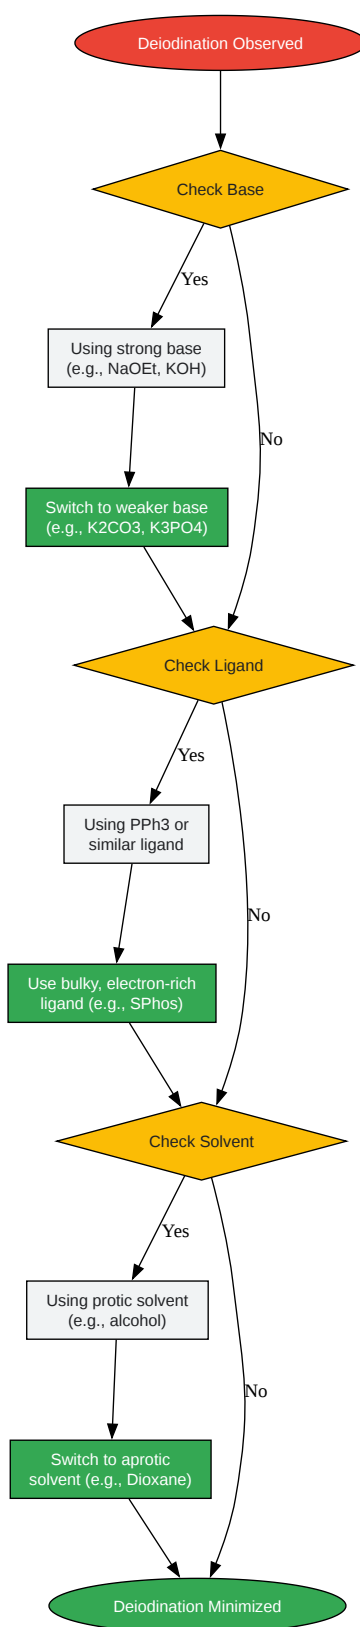 Deiodination Observed
Check Base
Yes
Using strong base
(e.g., NaOEt, KOH)
No
Switch to weaker base
(e.g., K2CO3, K3PO4)
Check Ligand
Yes
Using PPh3 or
similar ligand
No
Use bulky, electron-rich
ligand (e.g., SPhos)
Check Solvent
Yes
Using protic solvent
(e.g., alcohol)
No
Switch to aprotic
solvent (e.g., Dioxane)
Deiodination Minimized